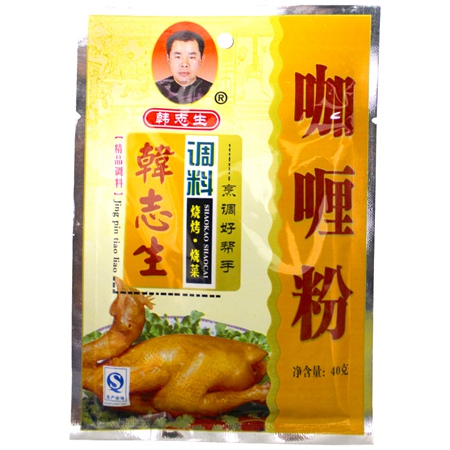 韩志生
®
咖喱粉
【精品调料】
Jing pin tiao liao
韓志生
调料
烧烤·烧菜
SHAOKAO SHAOCAI
烹调好帮手
净含量：40克